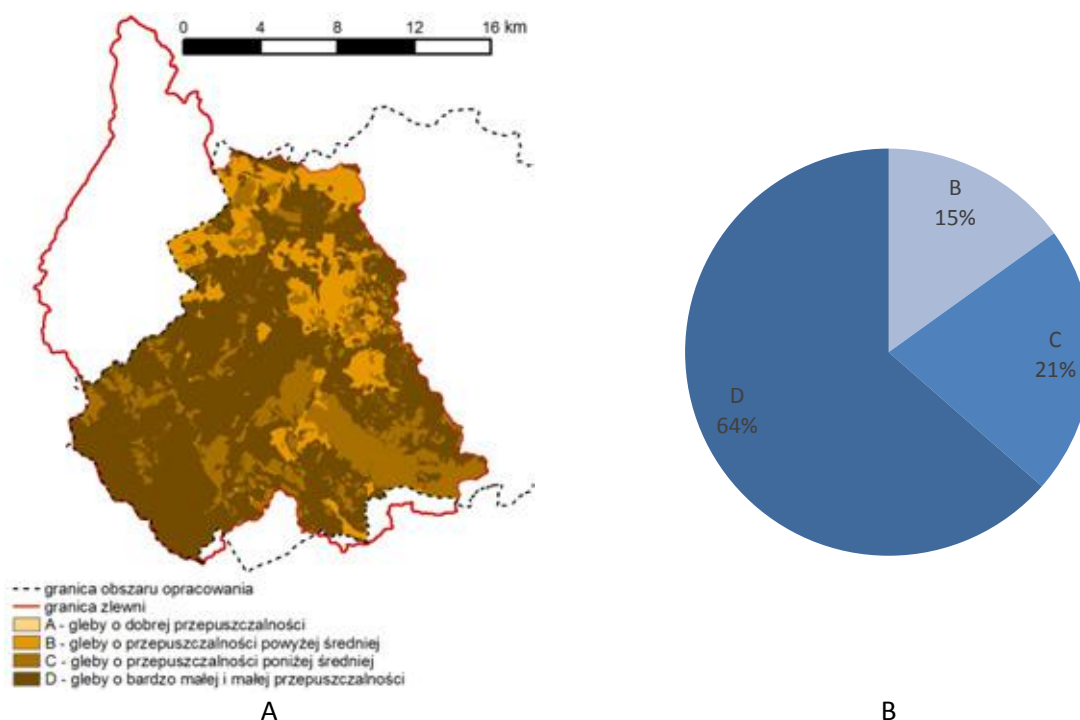 0 4 8 12 16 km
granica obszaru opracowania
granica zlewni
A - gleby o dobrej przepuszczalności
B - gleby o przepuszczalności powyżej średniej
C - gleby o przepuszczalności poniżej średniej
D - gleby o bardzo małej i małej przepuszczalności
A
B
15%
C
21%
D
64%
B